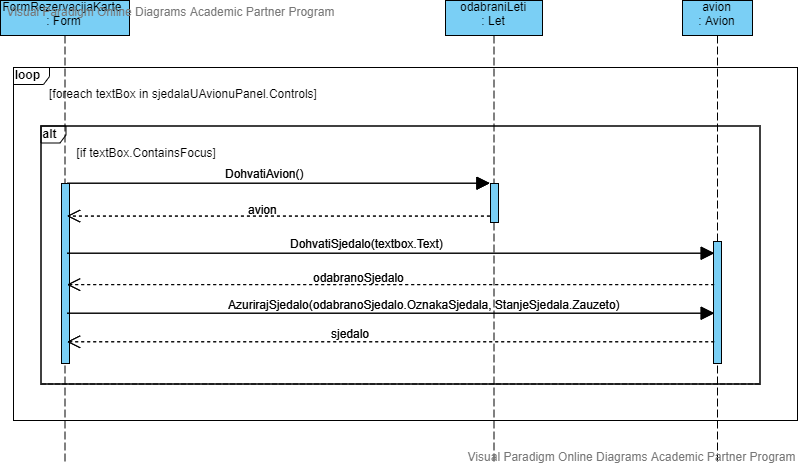 FormRezervacijaKarte
: Form
Visual Paradigm Online Diagrams Academic Partner Program
odabraniLeti
: Let
avion
: Avion
loop
[foreach textBox in sjedalaUAvionuPanel.Controls]
alt
[if textBox.ContainsFocus]
DohvatiAvion()
avion
DohvatiSjedalo(textbox.Text)
odabranoSjedalo
AzurirajSjedalo(odabranoSjedalo.OznakaSjedala, StanjeSjedala.Zauzeto)
sjedalo
Visual Paradigm Online Diagrams Academic Partner Program